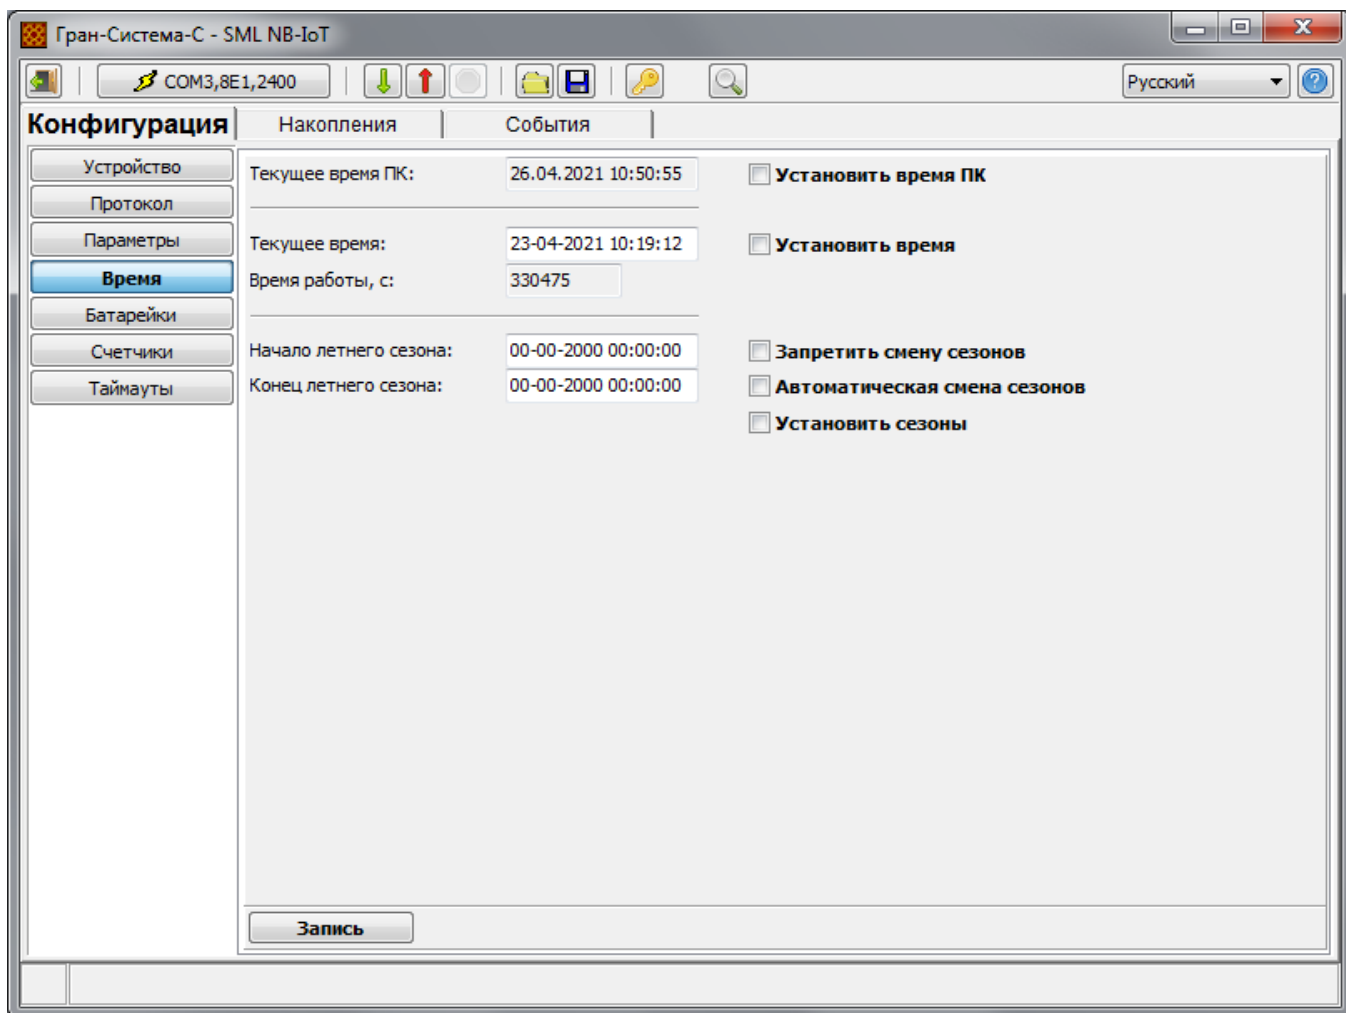 Гран-Система-С - SML NB-IoT
COM3,8E1,2400
Русский
Конфигурация Накопления События
Устройство
Протокол
Параметры
Время
Батарейки
Счетчики
Таймауты
Текущее время ПК: 26.04.2021 10:50:55 Установить время ПК
Текущее время: 23-04-2021 10:19:12 Установить время
Время работы, с: 330475
Начало летнего сезона: 00-00-2000 00:00:00 Запретить смену сезонов
Конец летнего сезона: 00-00-2000 00:00:00 Автоматическая смена сезонов
Установить сезоны
Запись